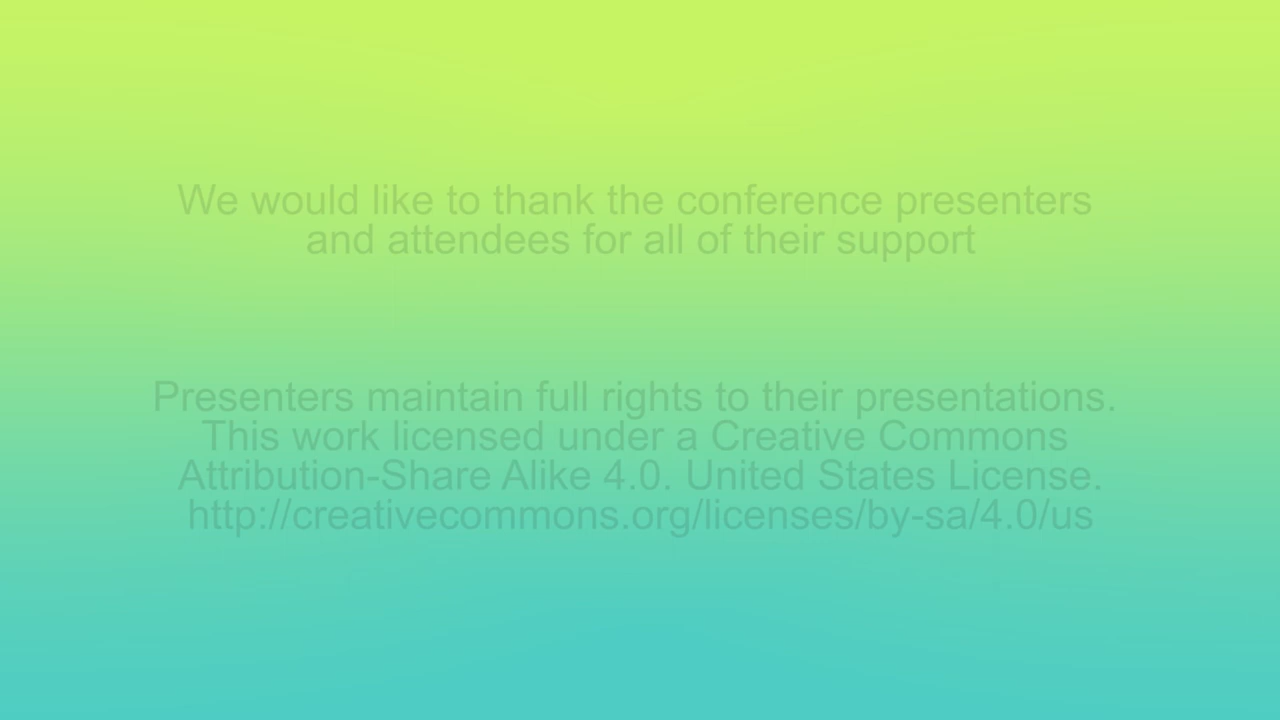 We would like to thank the conference presenters
and attendees for all of their support
Presenters maintain full rights to their presentations.
This work licensed under a Creative Commons
Attribution-Share Alike 4.0. United States License.
http://creativecommons.org/licenses/by-sa/4.0/us